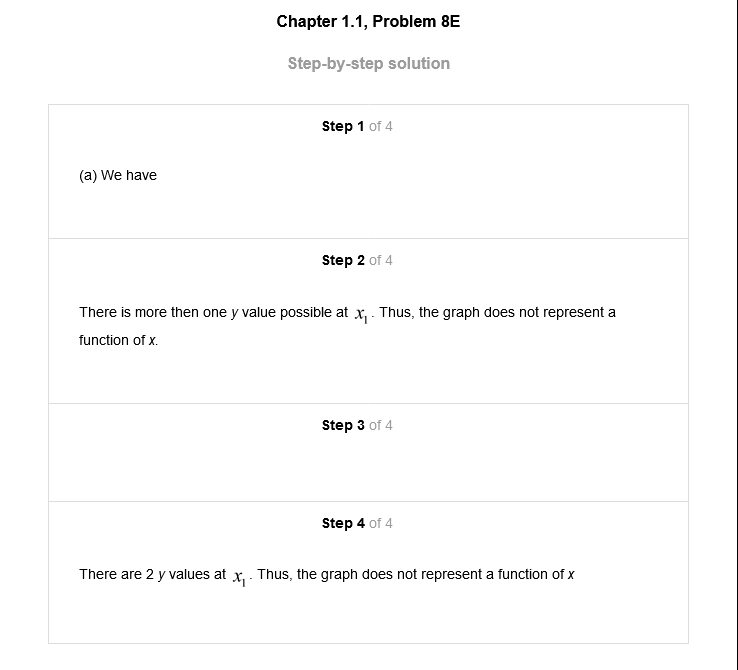 Chapter 1.1, Problem 8E
Step-by-step solution
Step 1 of 4
(a) We have
Step 2 of 4
There is more then one y value possible at x₁. Thus, the graph does not represent a
function of x.
Step 3 of 4
Step 4 of 4
There are 2 y values at x₁. Thus, the graph does not represent a function of x